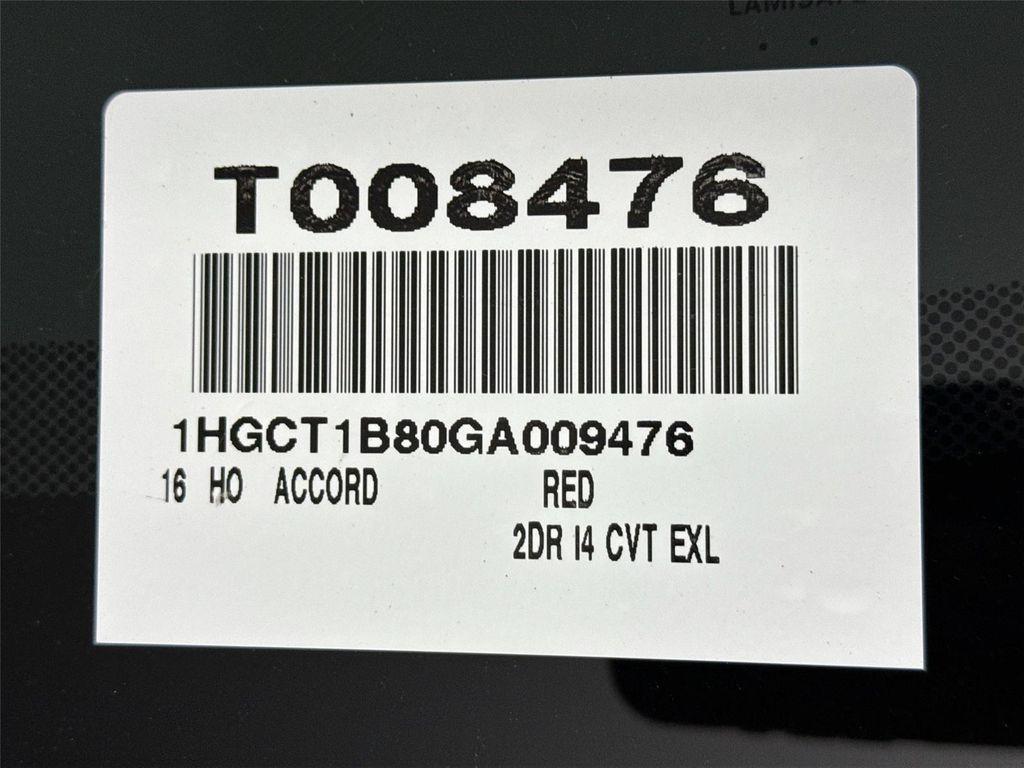 T008476
1HGCT1B80GA009476
16 HO ACCORD RED
2DR I4 CVT EXL